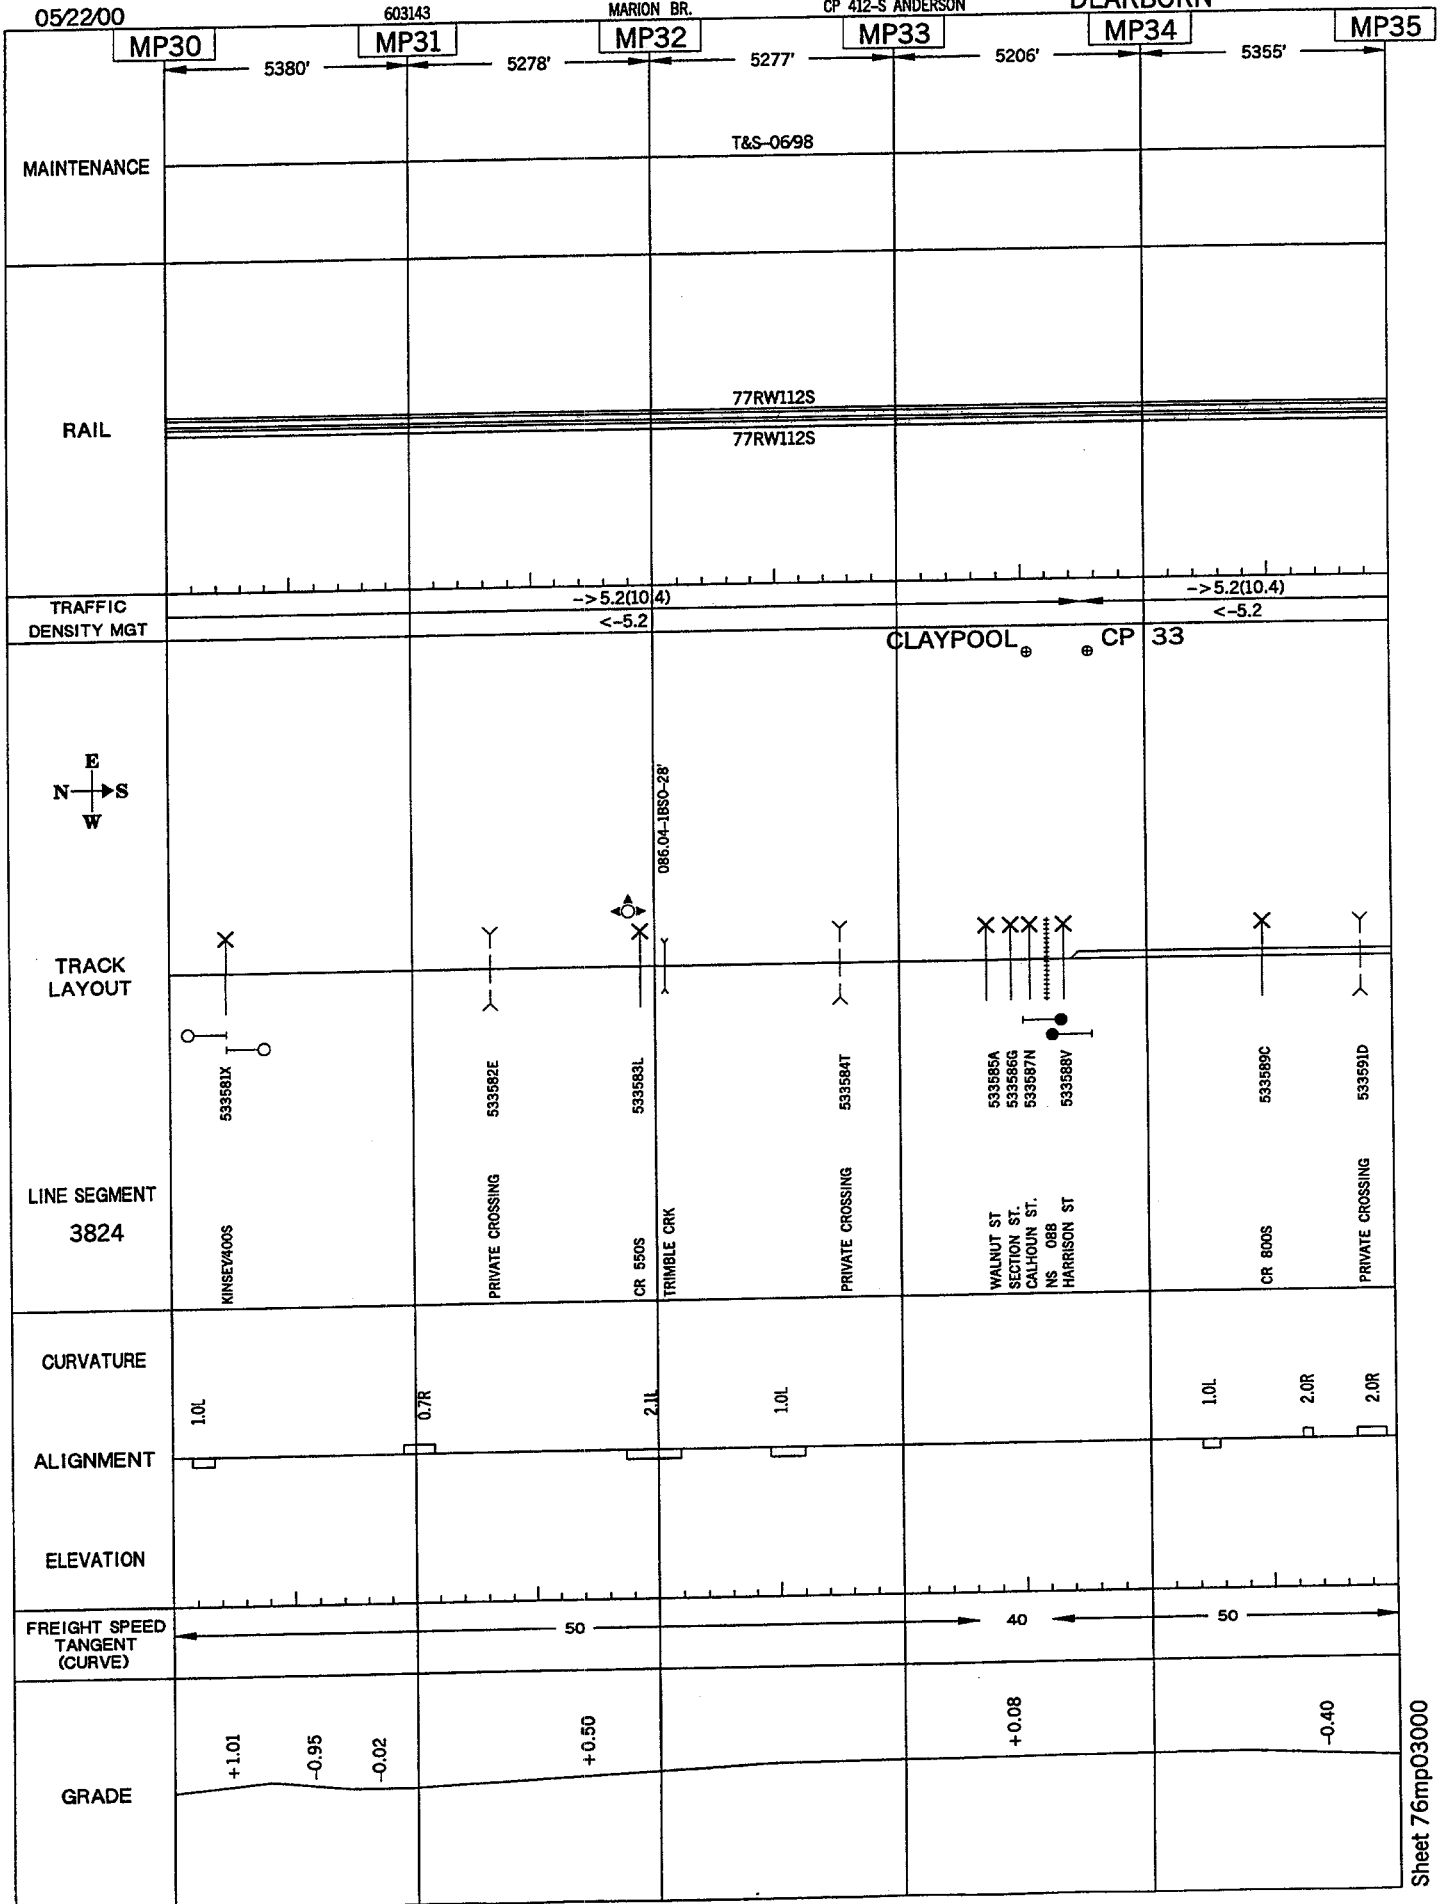 05/22/00
603143
MARION BR.
CP 412-S ANDERSON
DEARBORN
MP30
MP31
MP32
MP33
MP34
MP35
5380'
5278'
5277'
5206'
5355'
MAINTENANCE
T&S-06/98
RAIL
77RW112S
77RW112S
TRAFFIC
DENSITY MGT
->5.2(10.4)
<-5.2
->5.2(10.4)
<-5.2
CLAYPOOL
CP 33
E
N
S
W
086.04-1BSO-28'
TRACK
LAYOUT
533581X
533582E
533583L
533584T
533585A
533586G
533587N
533588V
533589C
533591D
LINE SEGMENT
3824
KINSEY/400S
PRIVATE CROSSING
CR 550S
TRIMBLE CRK
PRIVATE CROSSING
WALNUT ST
SECTION ST.
CALHOUN ST.
NS 088
HARRISON ST
CR 800S
PRIVATE CROSSING
CURVATURE
1.0L
0.7R
2.1L
1.0L
1.0L
2.0R
2.0R
ALIGNMENT
ELEVATION
FREIGHT SPEED
TANGENT
(CURVE)
50
40
50
GRADE
+1.01
-0.95
-0.02
+0.50
+0.08
-0.40
Sheet 76mp03000